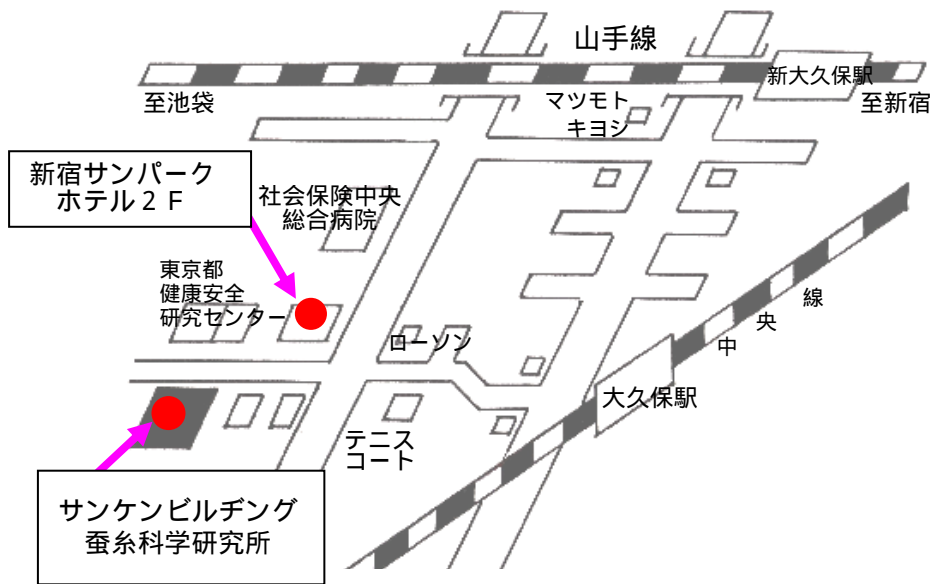 山手線
新大久保駅
至池袋
至新宿
マツモト
キヨシ
新宿サンパーク
ホテル２Ｆ
社会保険中央
総合病院
東京都
健康安全
研究センター
ローソン
中央線
大久保駅
テニス
コート
サンケンビルヂング
蚕糸科学研究所